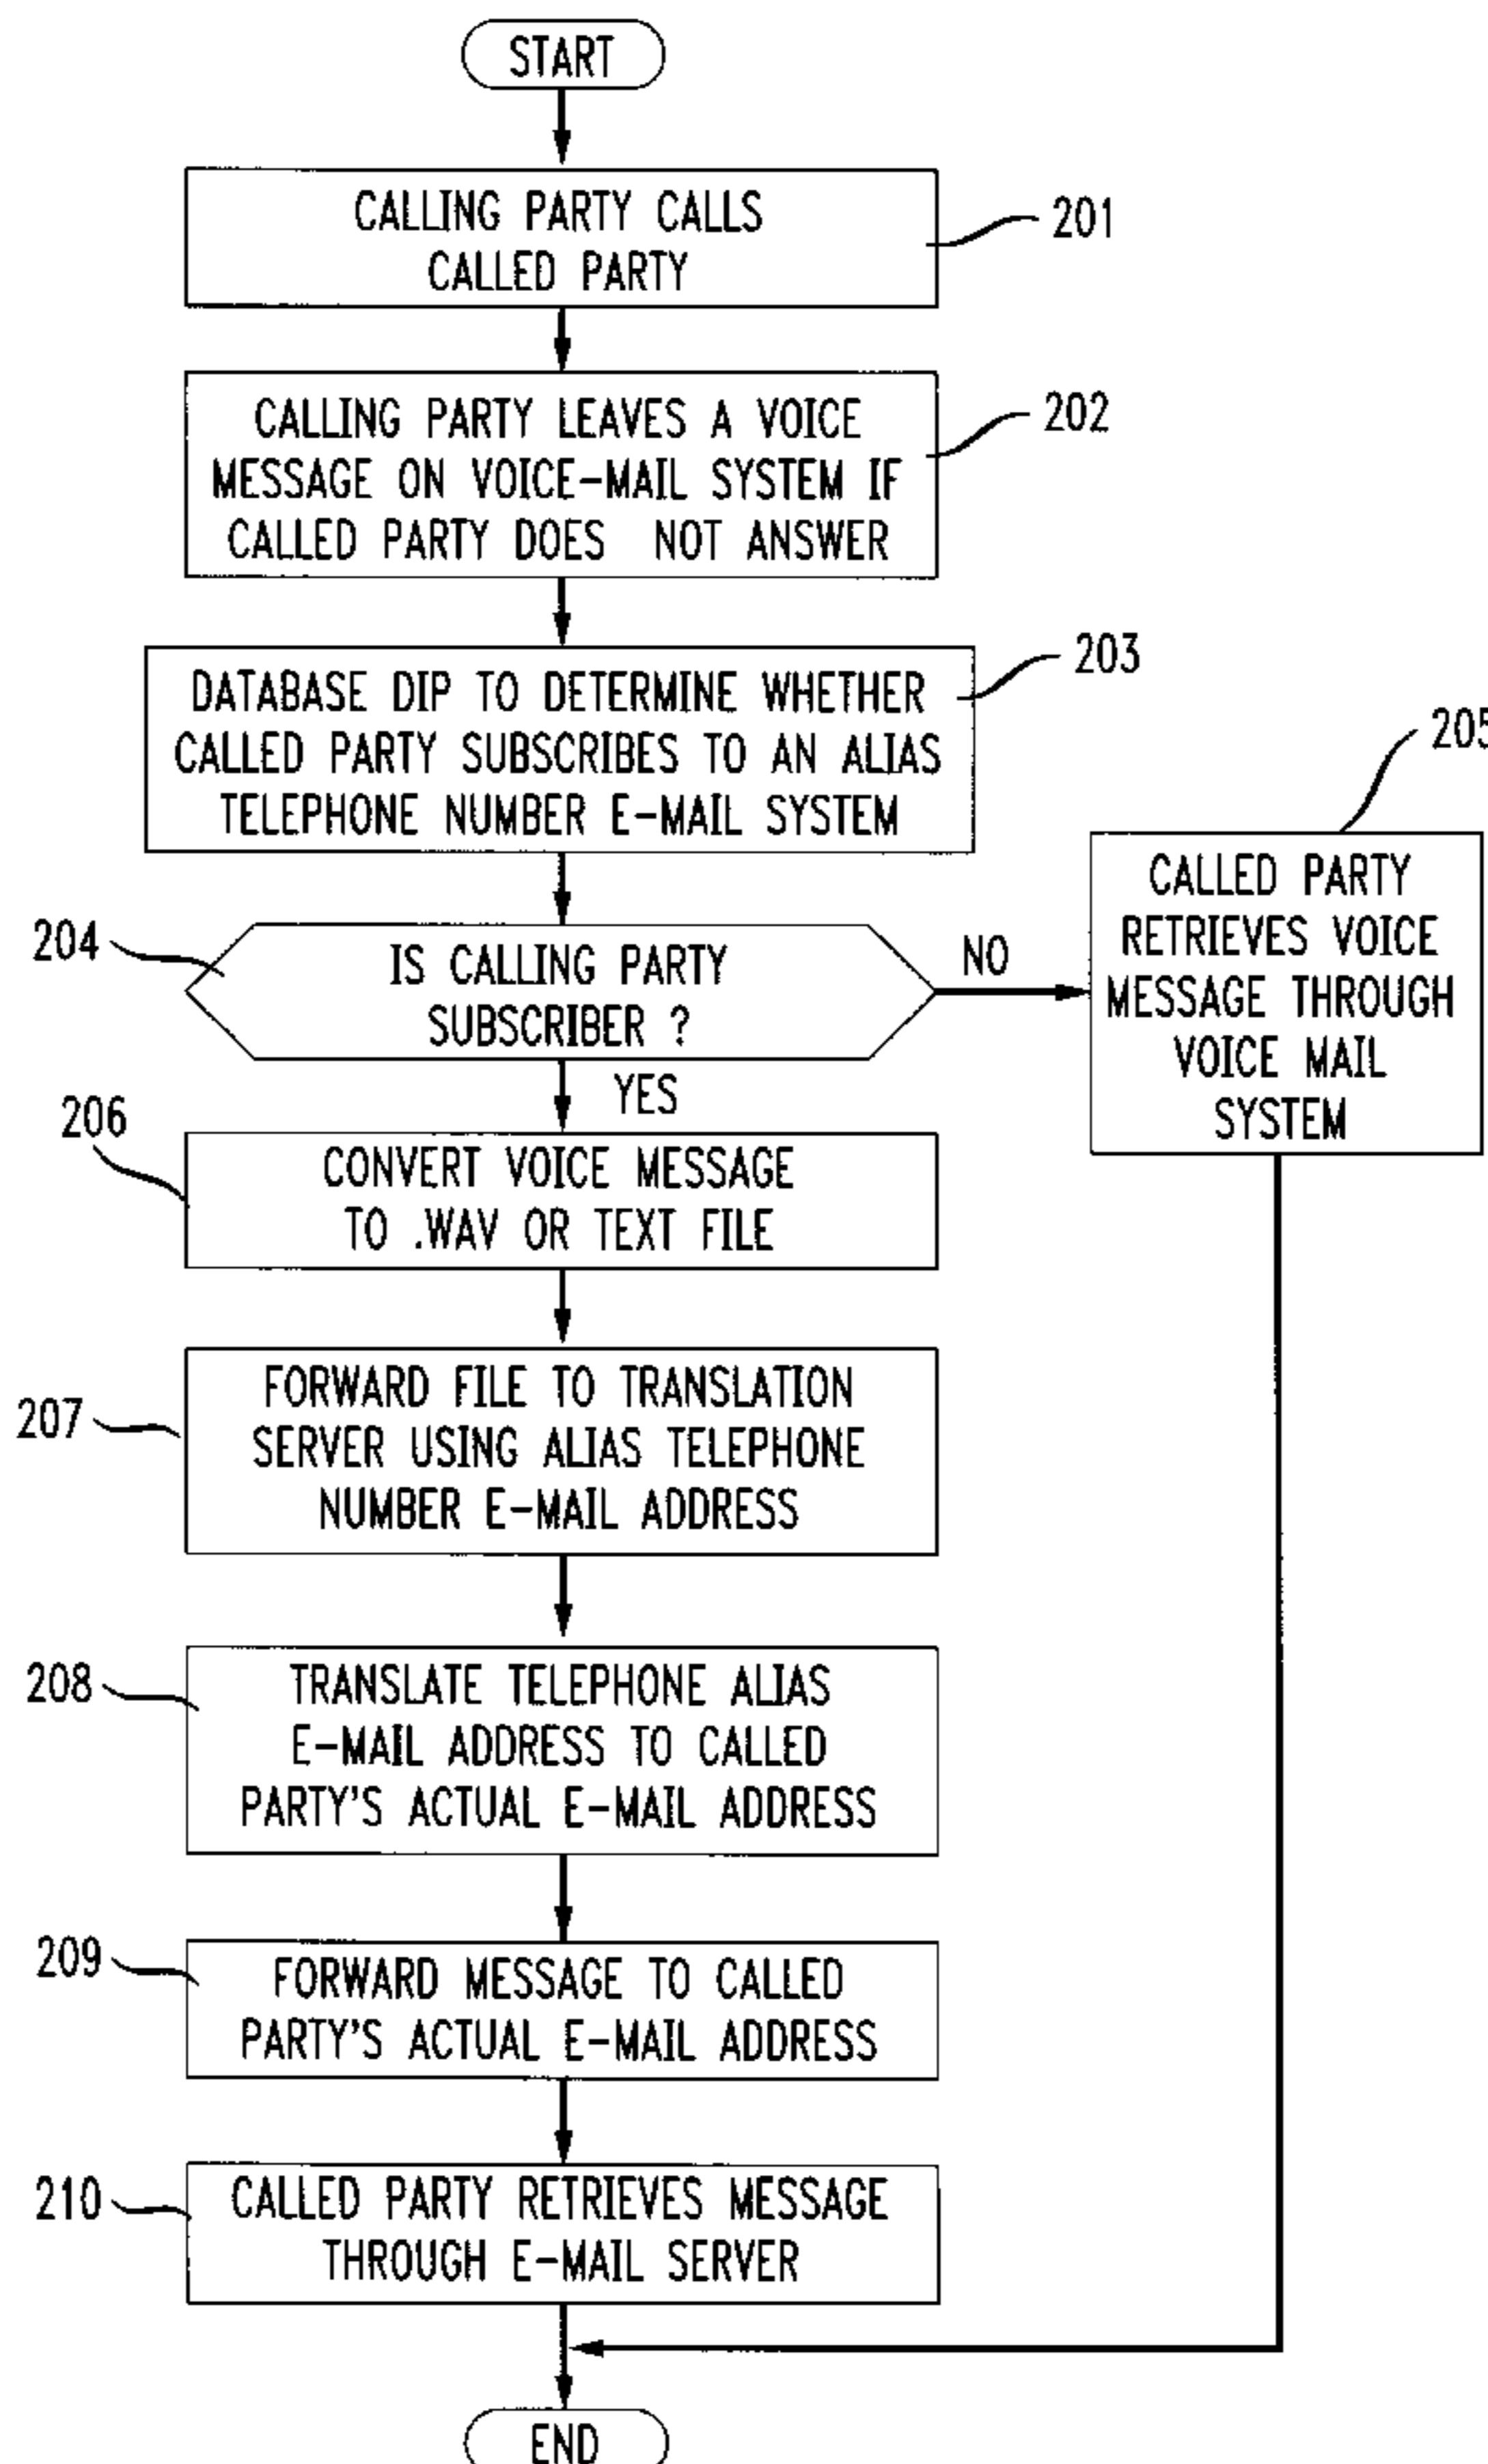 START
CALLING PARTY CALLS
CALLED PARTY
201
CALLING PARTY LEAVES A VOICE
MESSAGE ON VOICE-MAIL SYSTEM IF
CALLED PARTY DOES NOT ANSWER
202
DATABASE DIP TO DETERMINE WHETHER
CALLED PARTY SUBSCRIBES TO AN ALIAS
TELEPHONE NUMBER E-MAIL SYSTEM
203
204
IS CALLING PARTY
SUBSCRIBER ?
NO
YES
205
CALLED PARTY
RETRIEVES VOICE
MESSAGE THROUGH
VOICE MAIL
SYSTEM
206
CONVERT VOICE MESSAGE
TO .WAV OR TEXT FILE
207
FORWARD FILE TO TRANSLATION
SERVER USING ALIAS TELEPHONE
NUMBER E-MAIL ADDRESS
208
TRANSLATE TELEPHONE ALIAS
E-MAIL ADDRESS TO CALLED
PARTY'S ACTUAL E-MAIL ADDRESS
209
FORWARD MESSAGE TO CALLED
PARTY'S ACTUAL E-MAIL ADDRESS
210
CALLED PARTY RETRIEVES MESSAGE
THROUGH E-MAIL SERVER
END